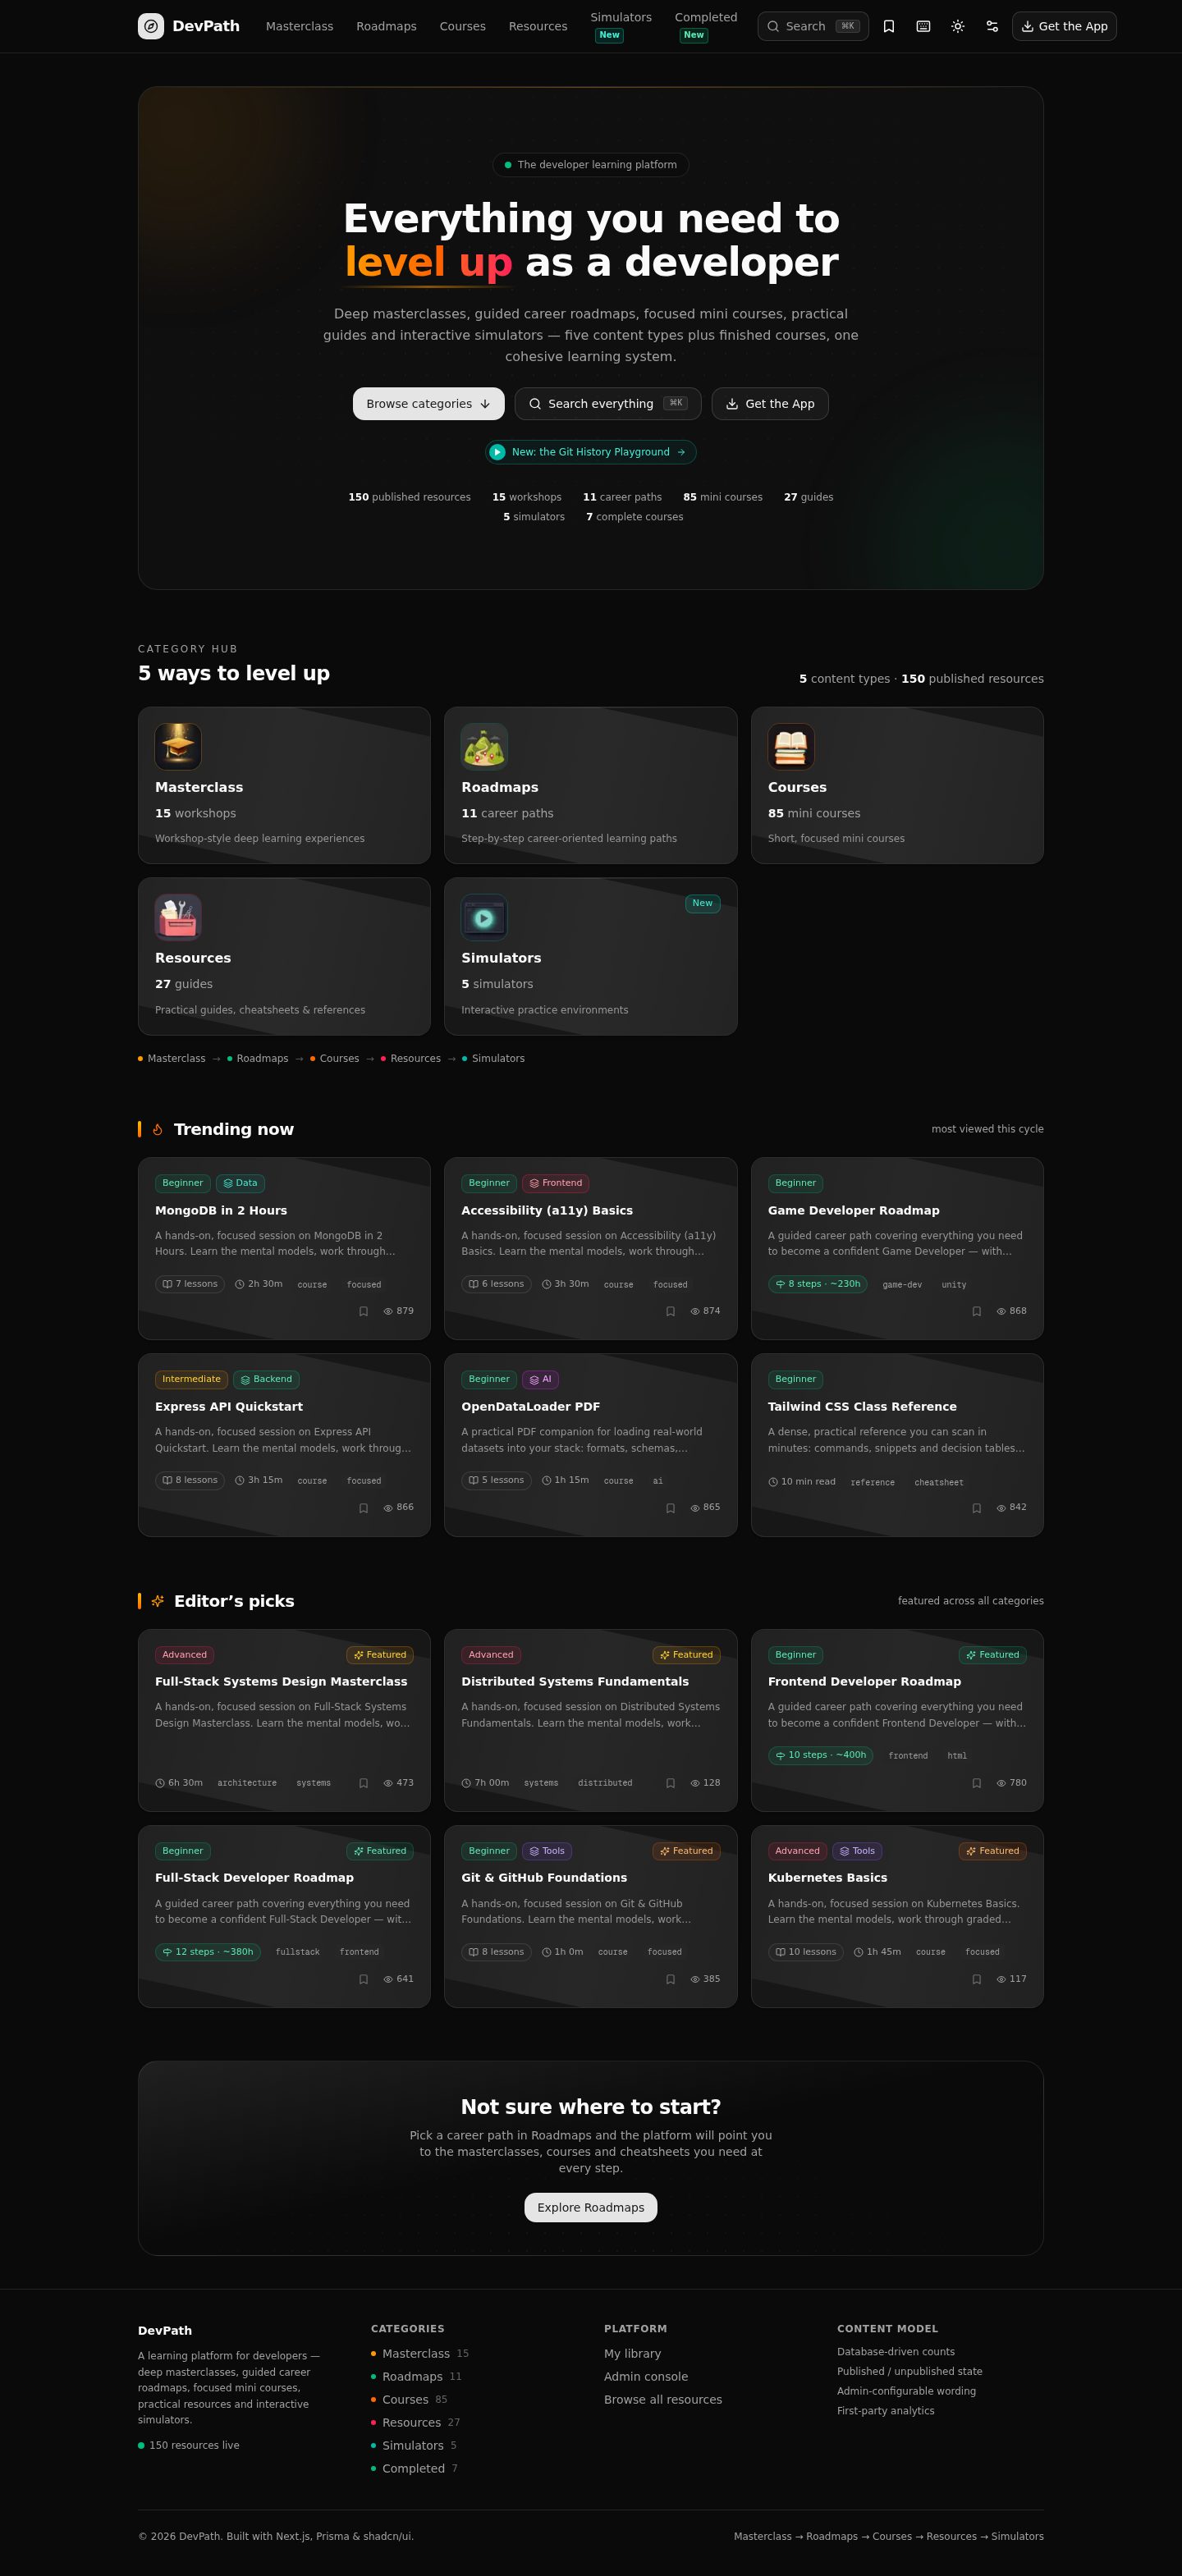 DevPath
Masterclass
Roadmaps
Courses
Resources
Simulators
New
Completed
New
Search
⌘K
Get the App
The developer learning platform
Everything you need to
level up as a developer
Deep masterclasses, guided career roadmaps, focused mini courses, practical
guides and interactive simulators — five content types plus finished courses, one
cohesive learning system.
Browse categories
Search everything ⌘K
Get the App
New: the Git History Playground
150 published resources 15 workshops 11 career paths 85 mini courses 27 guides
5 simulators 7 complete courses
CATEGORY HUB
5 ways to level up
5 content types · 150 published resources
Masterclass
15 workshops
Workshop-style deep learning experiences
Roadmaps
11 career paths
Step-by-step career-oriented learning paths
Courses
85 mini courses
Short, focused mini courses
Resources
27 guides
Practical guides, cheatsheets & references
New
Simulators
5 simulators
Interactive practice environments
Masterclass → Roadmaps → Courses → Resources → Simulators
Trending now
most viewed this cycle
Beginner Data
MongoDB in 2 Hours
A hands-on, focused session on MongoDB in 2
Hours. Learn the mental models, work through…
7 lessons 2h 30m course focused
879
Beginner Frontend
Accessibility (a11y) Basics
A hands-on, focused session on Accessibility (a11y)
Basics. Learn the mental models, work through…
6 lessons 3h 30m course focused
874
Beginner
Game Developer Roadmap
A guided career path covering everything you need
to become a confident Game Developer — with…
8 steps · ~230h game-dev unity
868
Intermediate Backend
Express API Quickstart
A hands-on, focused session on Express API
Quickstart. Learn the mental models, work throug…
8 lessons 3h 15m course focused
866
Beginner AI
OpenDataLoader PDF
A practical PDF companion for loading real-world
datasets into your stack: formats, schemas,…
5 lessons 1h 15m course ai
865
Beginner
Tailwind CSS Class Reference
A dense, practical reference you can scan in
minutes: commands, snippets and decision tables…
10 min read reference cheatsheet
842
Editor’s picks
featured across all categories
Advanced Featured
Full-Stack Systems Design Masterclass
A hands-on, focused session on Full-Stack Systems
Design Masterclass. Learn the mental models, wo…
6h 30m architecture systems 473
Advanced Featured
Distributed Systems Fundamentals
A hands-on, focused session on Distributed Systems
Fundamentals. Learn the mental models, work…
7h 00m systems distributed 128
Beginner Featured
Frontend Developer Roadmap
A guided career path covering everything you need
to become a confident Frontend Developer — with…
10 steps · ~400h frontend html
780
Beginner Featured
Full-Stack Developer Roadmap
A guided career path covering everything you need
to become a confident Full-Stack Developer — wit…
12 steps · ~380h fullstack frontend
641
Beginner Tools Featured
Git & GitHub Foundations
A hands-on, focused session on Git & GitHub
Foundations. Learn the mental models, work…
8 lessons 1h 0m course focused
385
Advanced Tools Featured
Kubernetes Basics
A hands-on, focused session on Kubernetes Basics.
Learn the mental models, work through graded…
10 lessons 1h 45m course focused
117
Not sure where to start?
Pick a career path in Roadmaps and the platform will point you
to the masterclasses, courses and cheatsheets you need at
every step.
Explore Roadmaps
DevPath
A learning platform for developers —
deep masterclasses, guided career
roadmaps, focused mini courses,
practical resources and interactive
simulators.
150 resources live
CATEGORIES
Masterclass 15
Roadmaps 11
Courses 85
Resources 27
Simulators 5
Completed 7
PLATFORM
My library
Admin console
Browse all resources
CONTENT MODEL
Database-driven counts
Published / unpublished state
Admin-configurable wording
First-party analytics
© 2026 DevPath. Built with Next.js, Prisma & shadcn/ui.
Masterclass → Roadmaps → Courses → Resources → Simulators